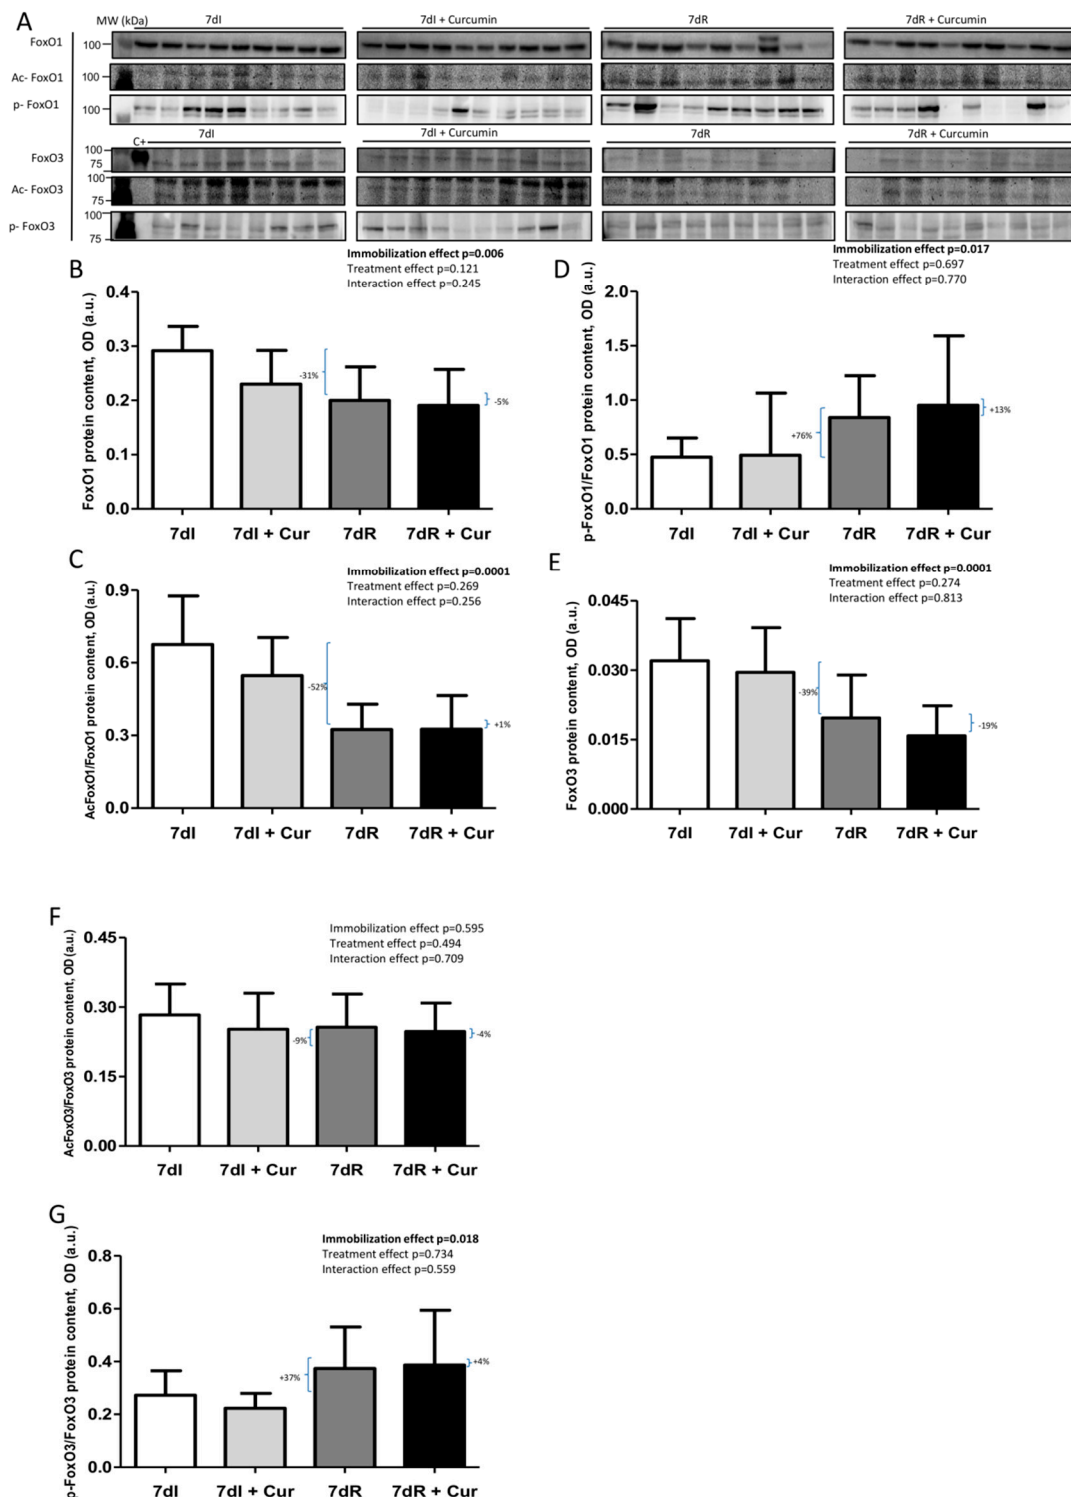 A
MW (kDa) 7dI 7dI + Curcumin 7dR 7dR + Curcumin
FoxO1 100
Ac- FoxO1 100
p- FoxO1 100
7dI 7dI + Curcumin 7dR 7dR + Curcumin
C+
FoxO3 100
75
Ac- FoxO3 100
75
p- FoxO3 100
75
B
Immobilization effect p=0.006
Treatment effect p=0.121
Interaction effect p=0.245
FoxO1 protein content, OD (a.u.)
0.4
0.3
0.2
0.1
0.0
-31%
-5%
7dI 7dI + Cur 7dR 7dR + Cur
D
Immobilization effect p=0.017
Treatment effect p=0.697
Interaction effect p=0.770
p-FoxO1/FoxO1 protein content, OD (a.u.)
2.0
1.5
1.0
0.5
0.0
+76%
+13%
7dI 7dI + Cur 7dR 7dR + Cur
C
Immobilization effect p=0.0001
Treatment effect p=0.269
Interaction effect p=0.256
AcFoxO1/FoxO1 protein content, OD (a.u.)
0.9
0.6
0.3
0.0
-52%
+1%
7dI 7dI + Cur 7dR 7dR + Cur
E
Immobilization effect p=0.0001
Treatment effect p=0.274
Interaction effect p=0.813
FoxO3 protein content, OD (a.u.)
0.045
0.030
0.015
0.000
-39%
-19%
7dI 7dI + Cur 7dR 7dR + Cur
F
Immobilization effect p=0.595
Treatment effect p=0.494
Interaction effect p=0.709
AcFoxO3/FoxO3 protein content, OD (a.u.)
0.45
0.30
0.15
0.00
-9%
-4%
7dI 7dI + Cur 7dR 7dR + Cur
G
Immobilization effect p=0.018
Treatment effect p=0.734
Interaction effect p=0.559
p-FoxO3/FoxO3 protein content, OD (a.u.)
0.8
0.6
0.4
0.2
0.0
+37%
+4%
7dI 7dI + Cur 7dR 7dR + Cur